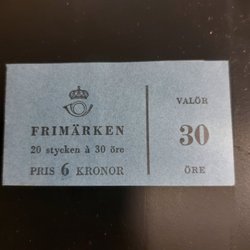 FRIMÄRKEN
20 stycken à 30 öre
PRIS 6 KRONOR
VALÖR
30
ÖRE